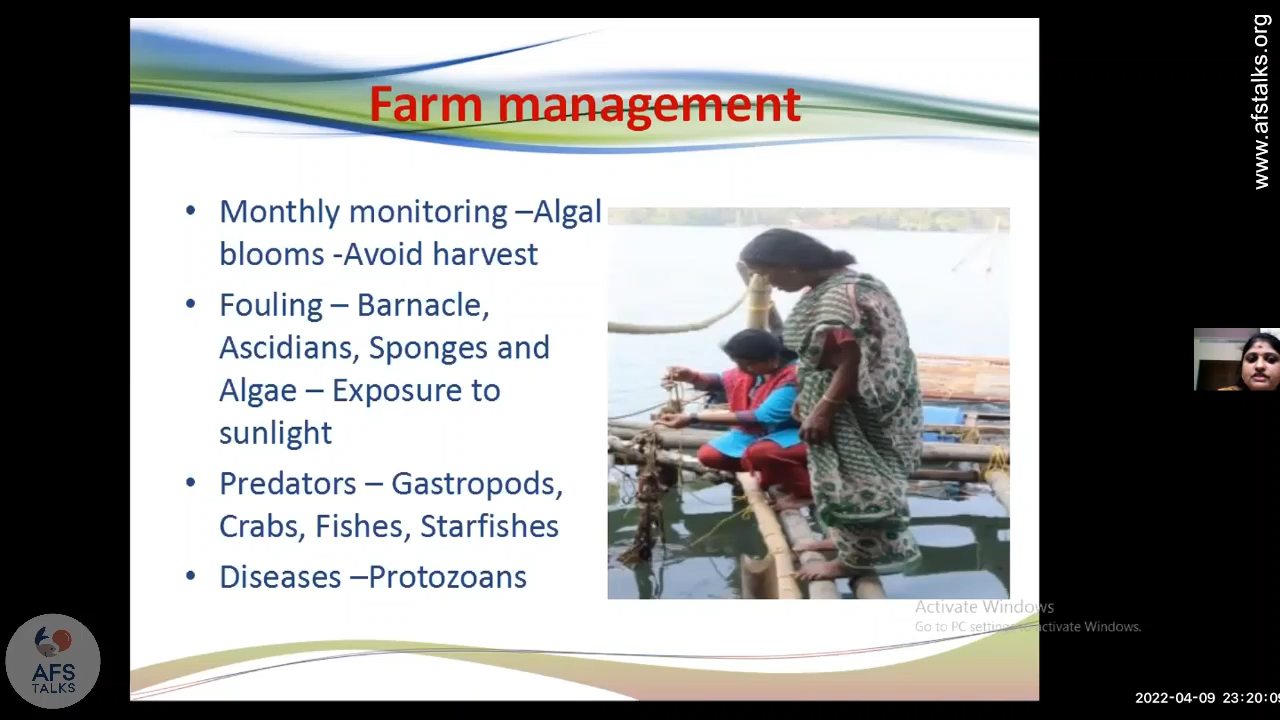 www.afstalks.org
Farm management
• Monthly monitoring –Algal
blooms -Avoid harvest
• Fouling – Barnacle,
Ascidians, Sponges and
Algae – Exposure to
sunlight
• Predators – Gastropods,
Crabs, Fishes, Starfishes
• Diseases –Protozoans
Activate Windows
Go to PC settings to activate Windows.
AFS
TALKS
2022-04-09 23:20:09